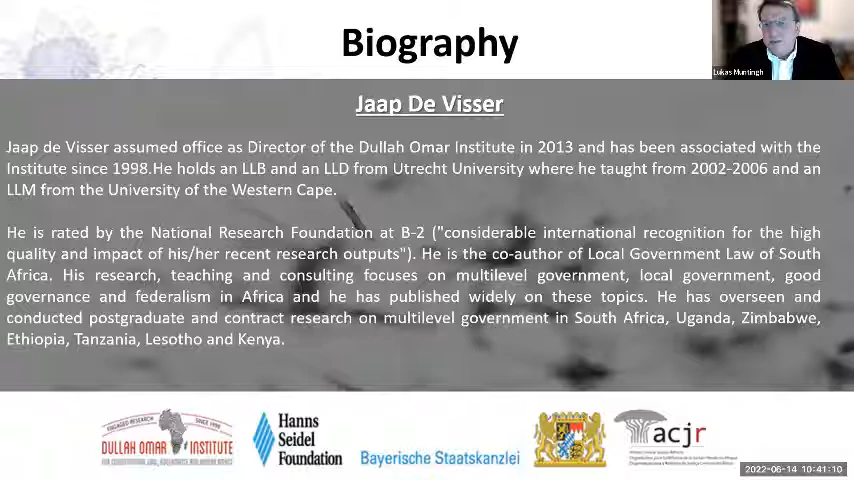 Biography
Lukas Muntingh
Jaap De Visser
Jaap de Visser assumed office as Director of the Dullah Omar Institute in 2013 and has been associated with the
Institute since 1998.He holds an LLB and an LLD from Utrecht University where he taught from 2002-2006 and an
LLM from the University of the Western Cape.
He is rated by the National Research Foundation at B-2 ("considerable international recognition for the high
quality and impact of his/her recent research outputs"). He is the co-author of Local Government Law of South
Africa. His research, teaching and consulting focuses on multilevel government, local government, good
governance and federalism in Africa and he has published widely on these topics. He has overseen and
conducted postgraduate and contract research on multilevel government in South Africa, Uganda, Zimbabwe,
Ethiopia, Tanzania, Lesotho and Kenya.
ENGAGED RESEARCH
SINCE 1990
DULLAH OMAR INSTITUTE
Hanns
Seidel
Foundation
Bayerische Staatskanzlei
acjr
2022-06-14 10:41:10